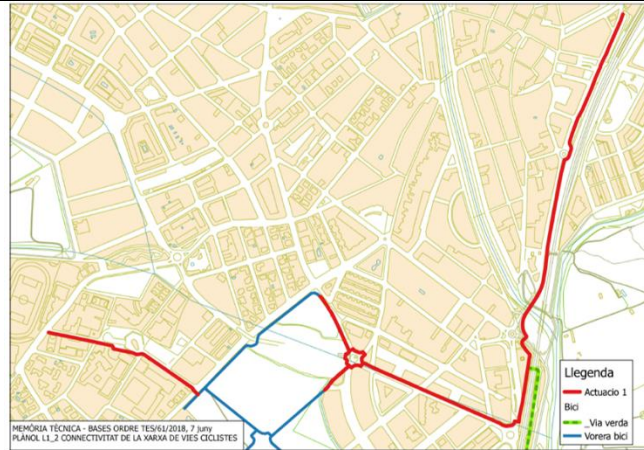 Llegenda
Actuacio 1
Bici
_Via verda
Vorera bici
MEMÒRIA TÈCNICA - BASES ORDRE TES/61/2018, 7 juny
PLÀNOL L1_2 CONNECTIVITAT DE LA XARXA DE VIES CICLISTES